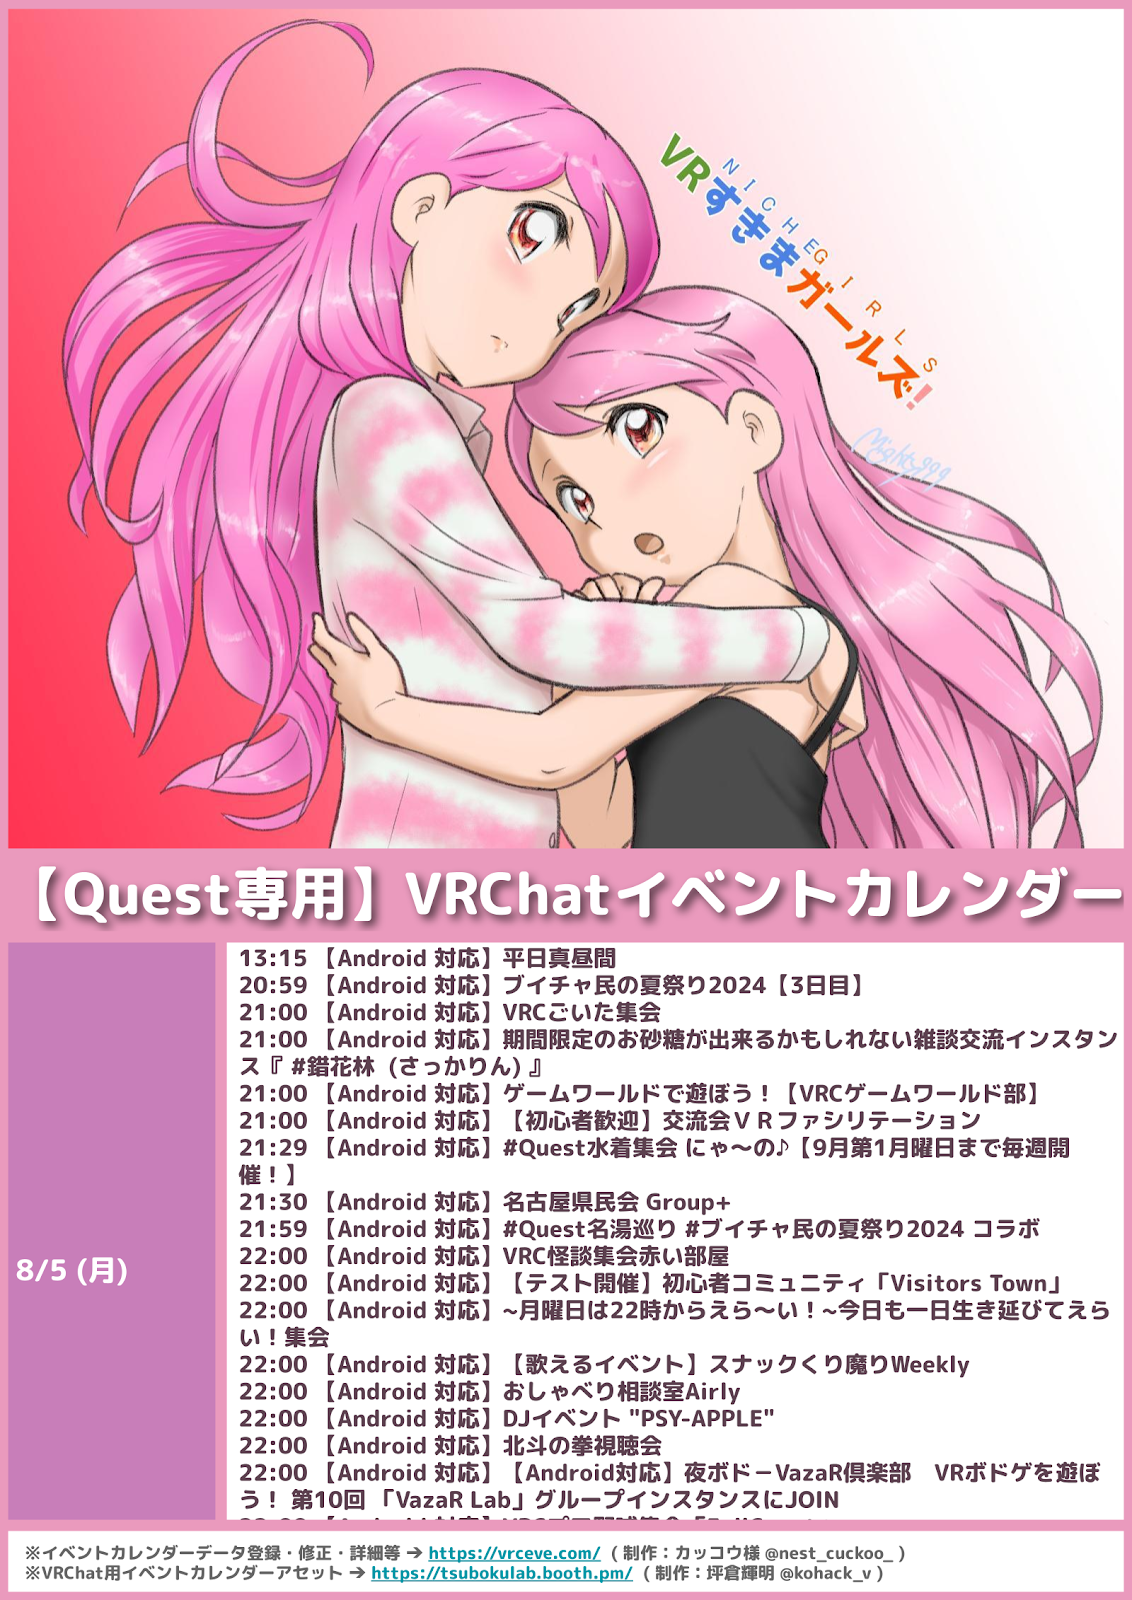 VRすきまガールズ!
NICHEGIRLS
Mighty999
【Quest専用】VRChatイベントカレンダー
8/5 (月)
13:15 【Android 対応】平日真昼間
20:59 【Android 対応】ブイチャ民の夏祭り2024【3日目】
21:00 【Android 対応】VRCごいた集会
21:00 【Android 対応】期間限定のお砂糖が出来るかもしれない雑談交流インスタン
ス『 #錯花林（さっかりん) 』
21:00 【Android 対応】ゲームワールドで遊ぼう！【VRCゲームワールド部】
21:00 【Android 対応】【初心者歓迎】交流会ＶＲファシリテーション
21:29 【Android 対応】#Quest水着集会 にゃ～の♪【9月第1月曜日まで毎週開
催！】
21:30 【Android 対応】名古屋県民会 Group+
21:59 【Android 対応】#Quest名湯巡り #ブイチャ民の夏祭り2024 コラボ
22:00 【Android 対応】VRC怪談集会赤い部屋
22:00 【Android 対応】【テスト開催】初心者コミュニティ「Visitors Town」
22:00 【Android 対応】~月曜日は22時からえら～い！~今日も一日生き延びてえら
い！集会
22:00 【Android 対応】【歌えるイベント】スナックくり魔りWeekly
22:00 【Android 対応】おしゃべり相談室Airly
22:00 【Android 対応】DJイベント "PSY-APPLE"
22:00 【Android 対応】北斗の拳視聴会
22:00 【Android 対応】【Android対応】夜ボドーVazaR倶楽部　VRボドゲを遊ぼ
う！ 第10回 「VazaR Lab」グループインスタンスにJOIN
※イベントカレンダーデータ登録・修正・詳細等 → https://vrceve.com/ （制作：カッコウ様 @nest_cuckoo_ ）
※VRChat用イベントカレンダーアセット → https://tsubokulab.booth.pm/ （制作：坪倉輝明 @kohack_v ）